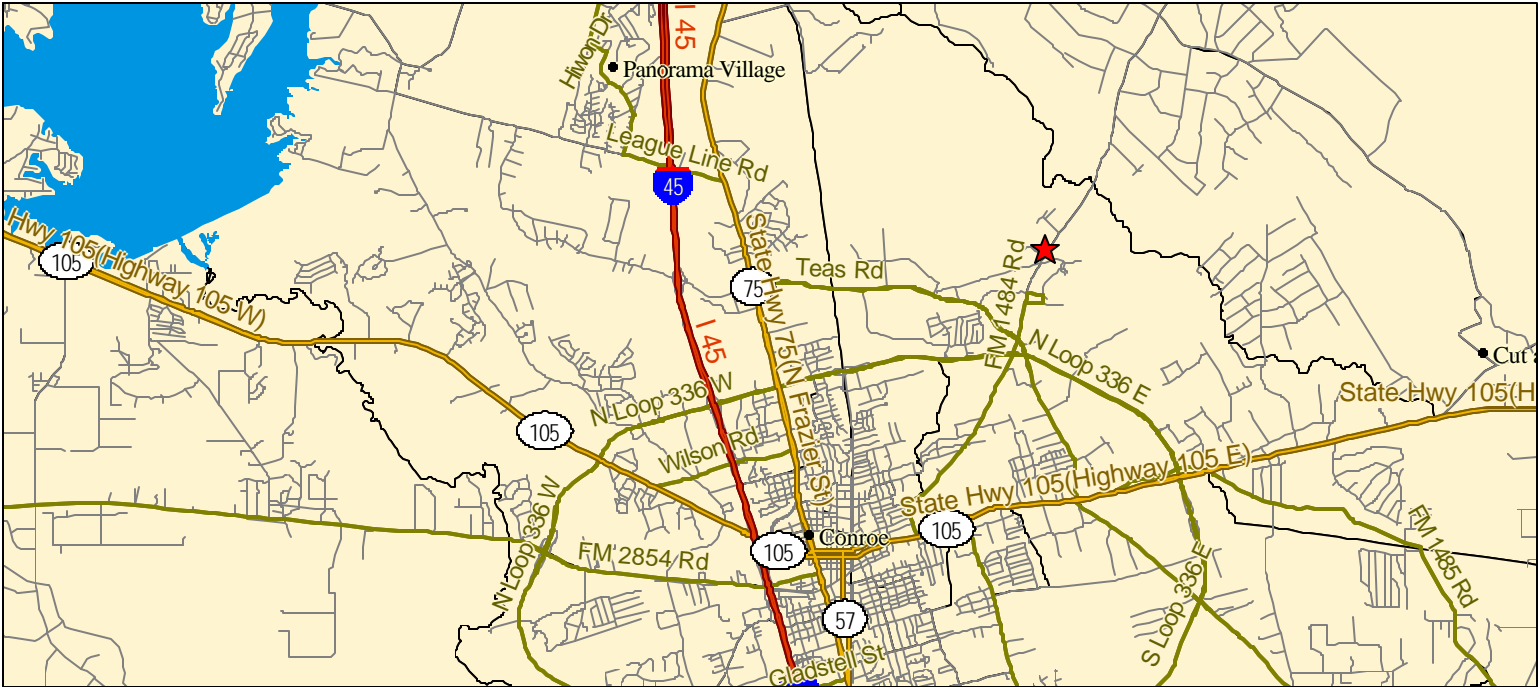 I 45
Hiwon Dr
Panorama Village
League Line Rd
45
Hwy 105(Highway 105 W)
105
State Hwy 75(N Frazier St)
75
Teas Rd
FM 1484 Rd
I 45
N Loop 336 E
Cut
State Hwy 105(H
N Loop 336 W
105
Wilson Rd
State Hwy 105(Highway 105 E)
N Loop 336 W
105
Conroe
105
FM 2854 Rd
FM 1485 Rd
S Loop 336 E
57
Gladstell St